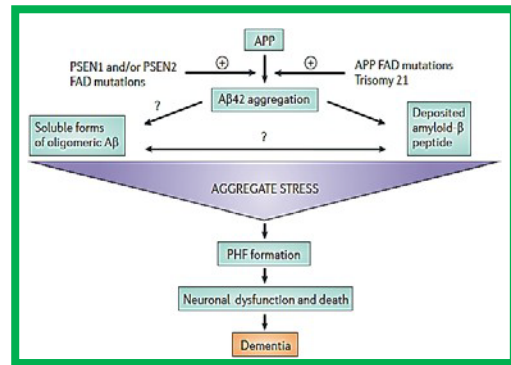 APP
PSEN1 and/or PSEN2
FAD mutations
+
+
APP FAD mutations
Trisomy 21
Aβ42 aggregation
?
Soluble forms
of oligomeric Aβ
?
Deposited
amyloid-β
peptide
AGGREGATE STRESS
PHF formation
Neuronal dysfunction and death
Dementia